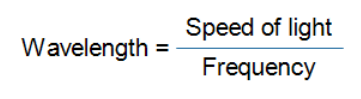 Speed of light
Wavelength =
Frequency